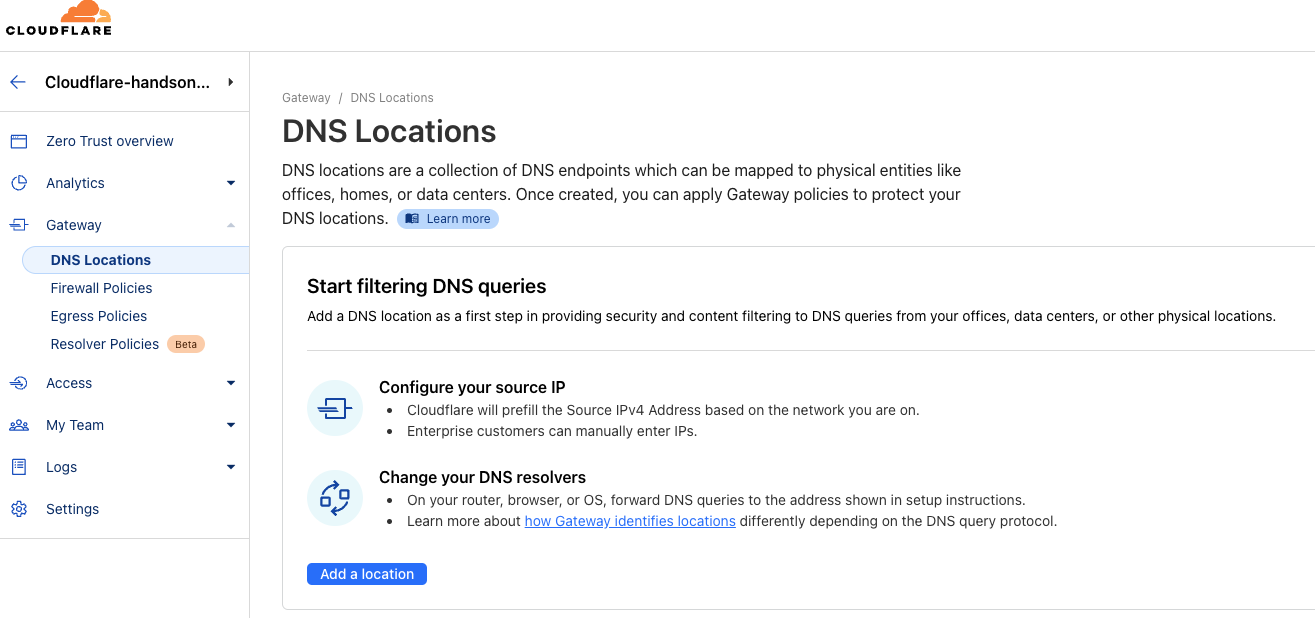 CLOUDFLARE
Cloudflare-handson...
Zero Trust overview
Analytics
Gateway
DNS Locations
Firewall Policies
Egress Policies
Resolver Policies Beta
Access
My Team
Logs
Settings
Gateway / DNS Locations
DNS Locations
DNS locations are a collection of DNS endpoints which can be mapped to physical entities like
offices, homes, or data centers. Once created, you can apply Gateway policies to protect your
DNS locations. Learn more
Start filtering DNS queries
Add a DNS location as a first step in providing security and content filtering to DNS queries from your offices, data centers, or other physical locations.
Configure your source IP
• Cloudflare will prefill the Source IPv4 Address based on the network you are on.
• Enterprise customers can manually enter IPs.
Change your DNS resolvers
• On your router, browser, or OS, forward DNS queries to the address shown in setup instructions.
• Learn more about how Gateway identifies locations differently depending on the DNS query protocol.
Add a location